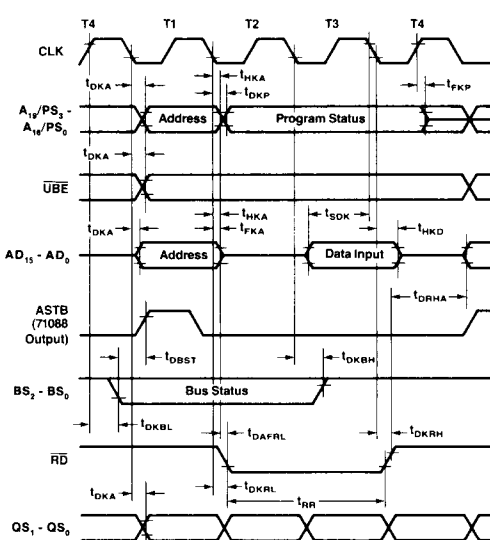 T4 T1 T2 T3 T4
CLK
tHKA
tDKA tDKP tFKP
A19/PS3 -
A16/PS0
Address Program Status
tDKA
UBE
tHKA tSDK
tDKA tFKA tHKD
AD15 - AD0
Address Data Input
tDRHA
ASTB
(71088
Output)
tDBST tDKBH
BS2 - BS0
Bus Status
tDKBL tDAFRL tDKRH
RD
tDKRL
tDKA tRR
QS1 - QS0